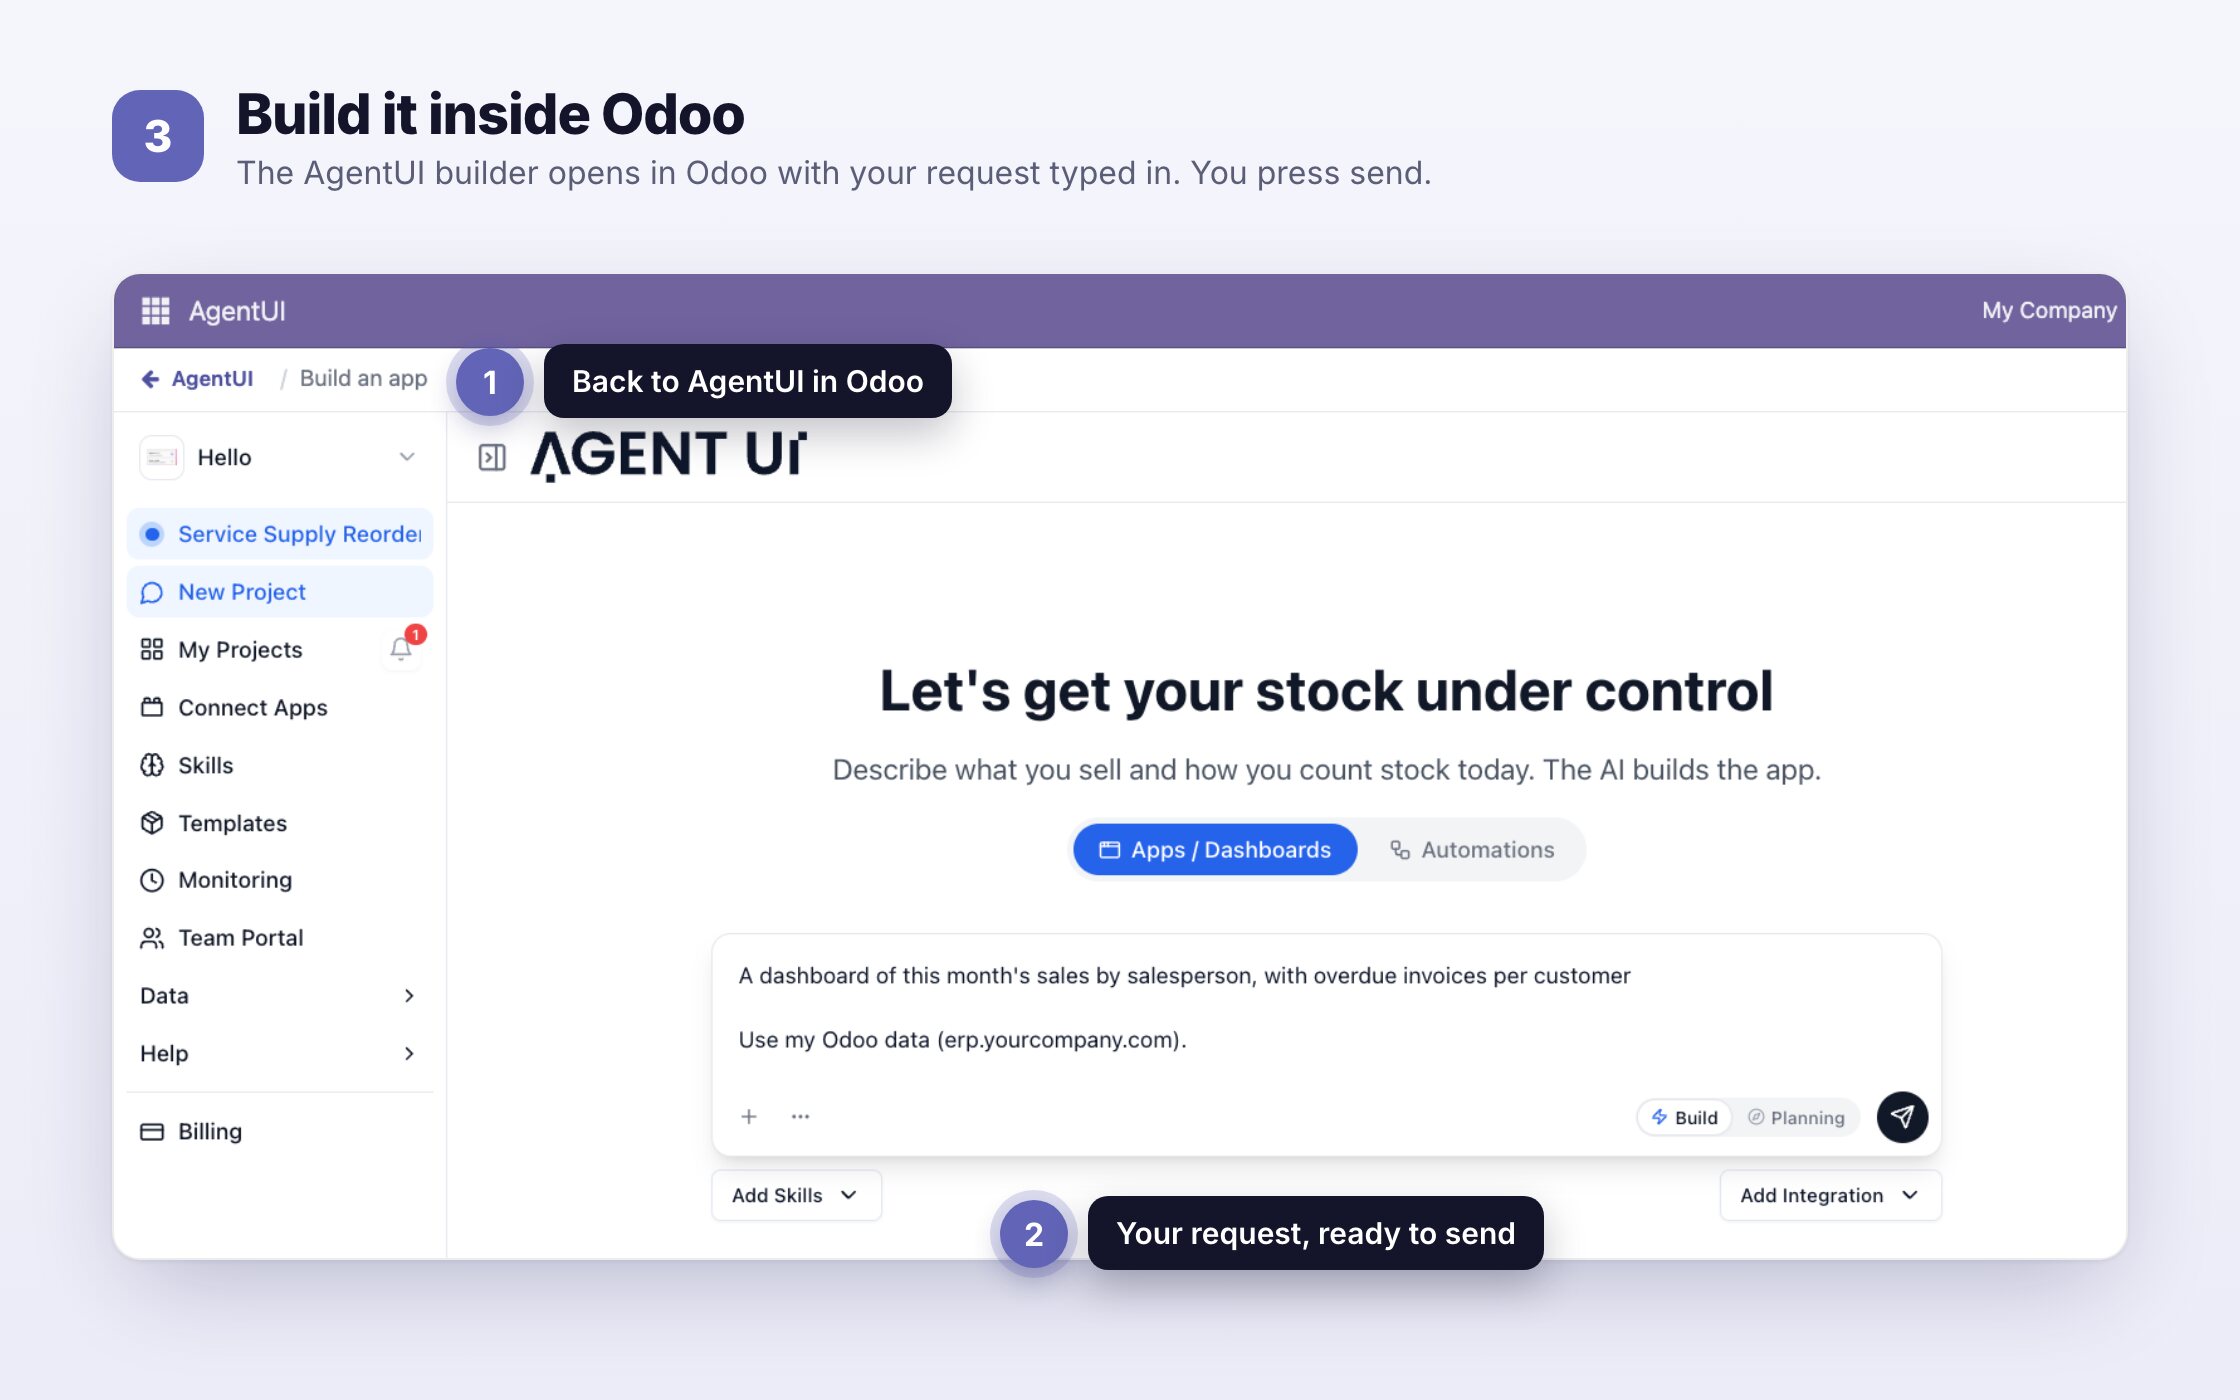 3
Build it inside Odoo
The AgentUI builder opens in Odoo with your request typed in. You press send.
AgentUI
My Company
AgentUI / Build an app
1
Back to AgentUI in Odoo
Hello
AGENT UI
Service Supply Reorder
New Project
My Projects
1
Connect Apps
Skills
Templates
Monitoring
Team Portal
Data
Help
Billing
Let's get your stock under control
Describe what you sell and how you count stock today. The AI builds the app.
Apps / Dashboards
Automations
A dashboard of this month's sales by salesperson, with overdue invoices per customer
Use my Odoo data (erp.yourcompany.com).
Build
Planning
Add Skills
Add Integration
2
Your request, ready to send